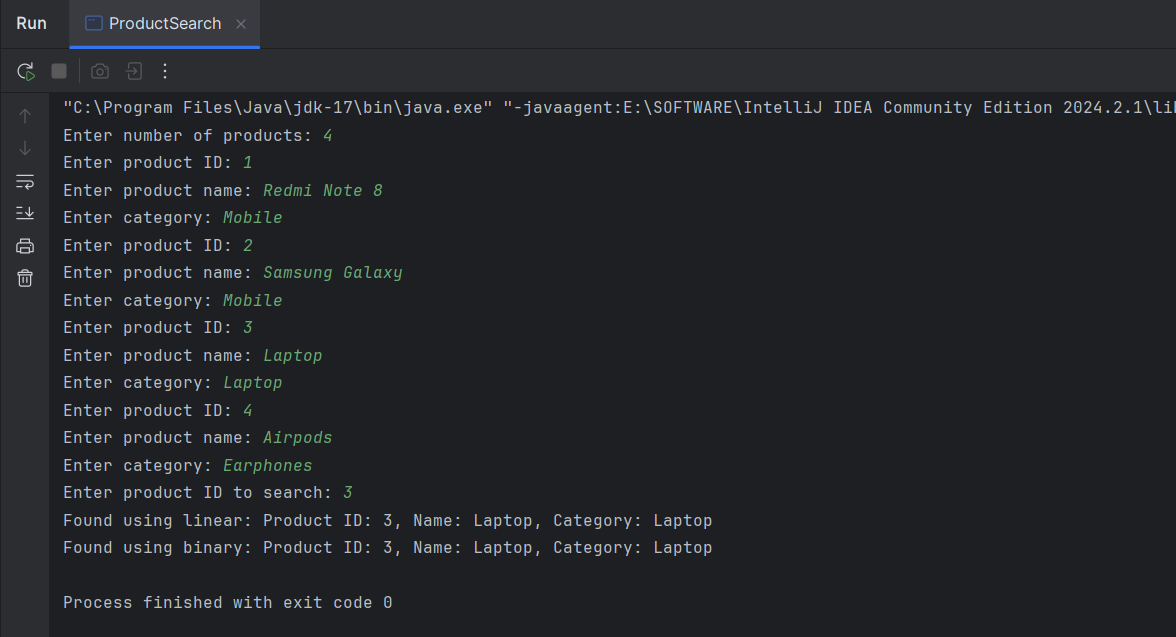 Run
ProductSearch
"C:\Program Files\Java\jdk-17\bin\java.exe" "-javaagent:E:\SOFTWARE\IntelliJ IDEA Community Edition 2024.2.1\li
Enter number of products: 4
Enter product ID: 1
Enter product name: Redmi Note 8
Enter category: Mobile
Enter product ID: 2
Enter product name: Samsung Galaxy
Enter category: Mobile
Enter product ID: 3
Enter product name: Laptop
Enter category: Laptop
Enter product ID: 4
Enter product name: Airpods
Enter category: Earphones
Enter product ID to search: 3
Found using linear: Product ID: 3, Name: Laptop, Category: Laptop
Found using binary: Product ID: 3, Name: Laptop, Category: Laptop
Process finished with exit code 0